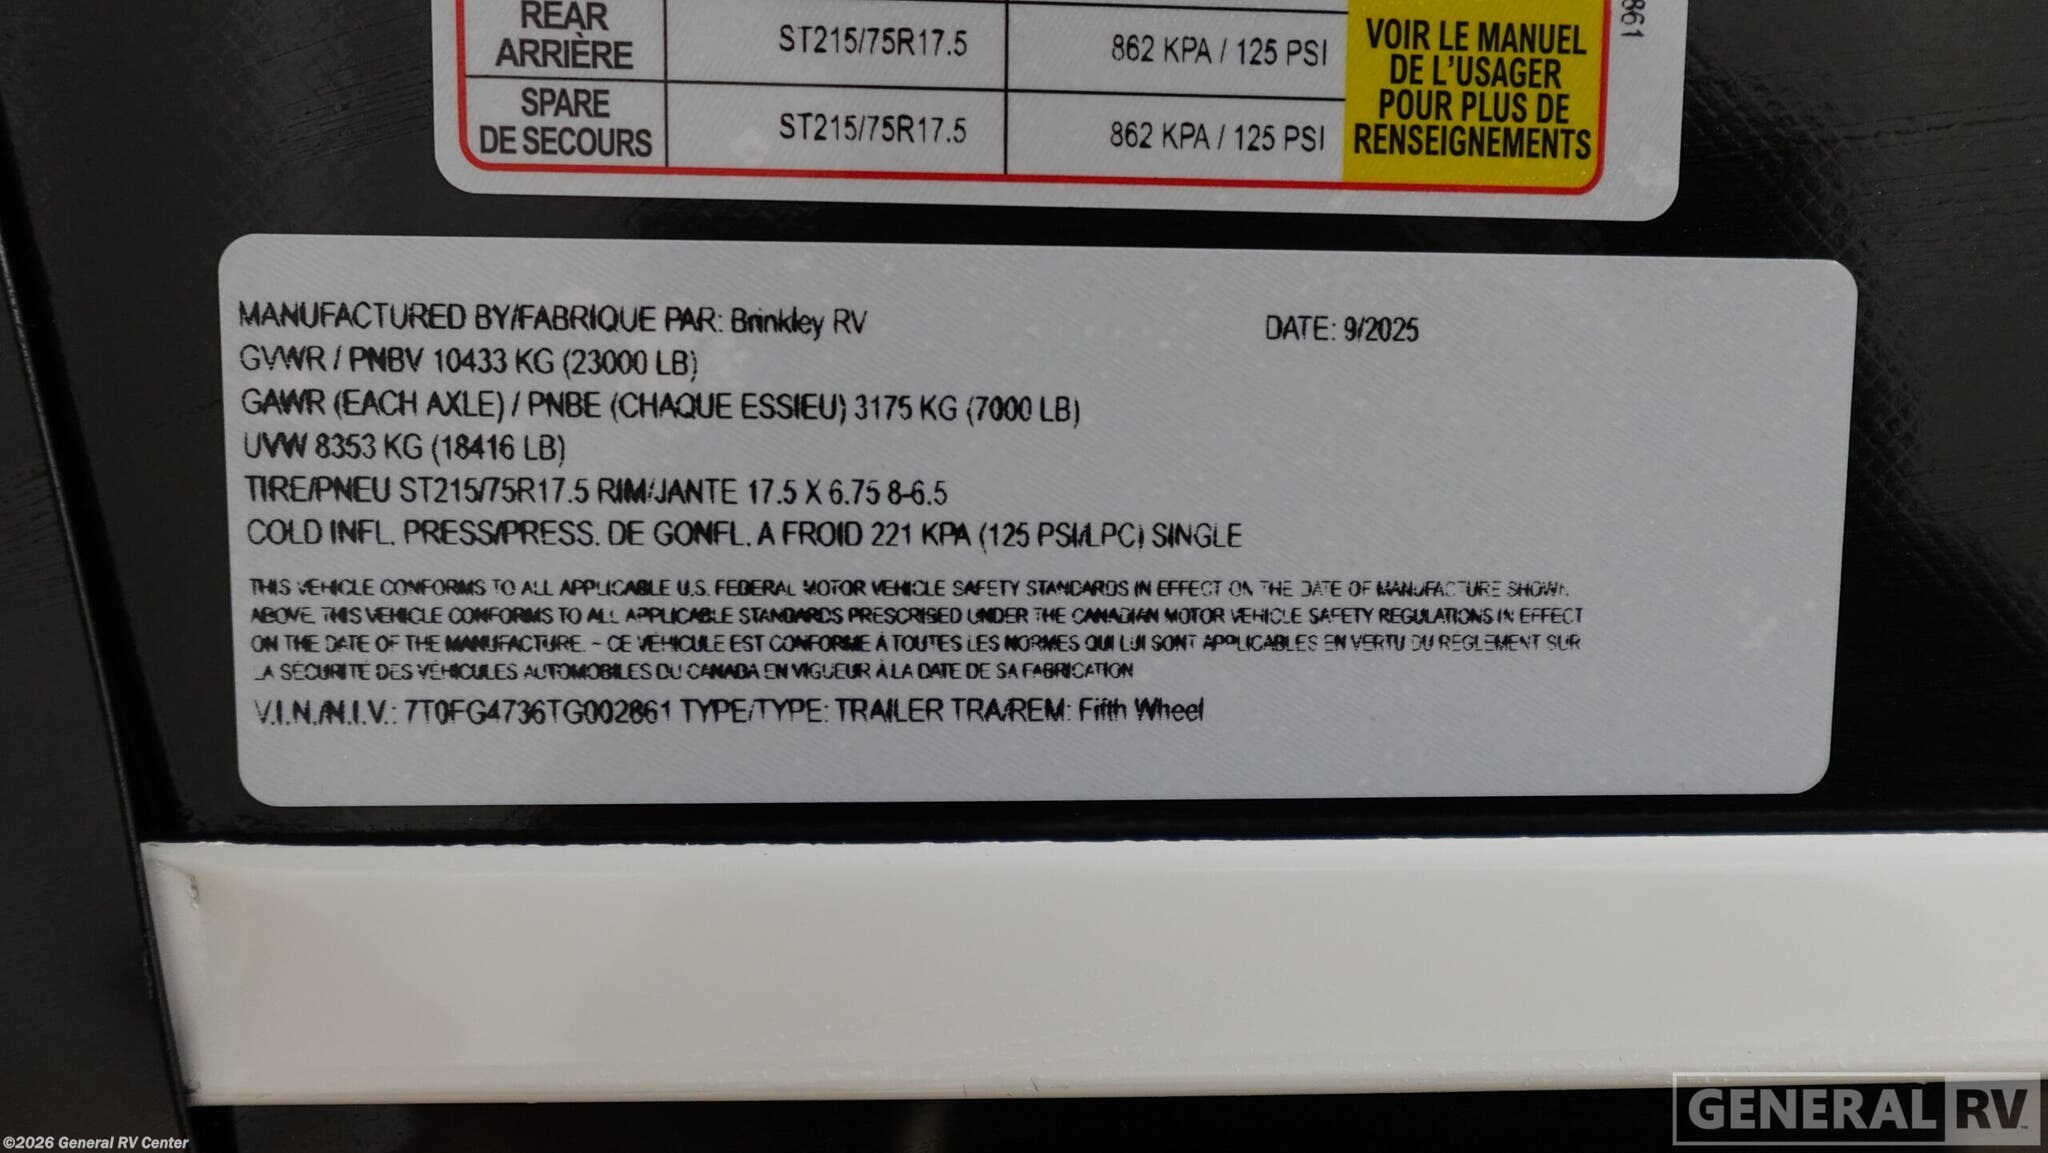 REAR
ARRIÈRE
ST215/75R17.5
862 KPA / 125 PSI
SPARE
DE SECOURS
ST215/75R17.5
862 KPA / 125 PSI
VOIR LE MANUEL
DE L'USAGER
POUR PLUS DE
RENSEIGNEMENTS
861
MANUFACTURED BY/FABRIQUE PAR: Brinkley RV
DATE: 9/2025
GVWR / PNBV 10433 KG (23000 LB)
GAWR (EACH AXLE) / PNBE (CHAQUE ESSIEU) 3175 KG (7000 LB)
UVW 8353 KG (18416 LB)
TIRE/PNEU ST215/75R17.5 RIM/JANTE 17.5 X 6.75 8-6.5
COLD INFL. PRESS/PRESS. DE GONFL. A FROID 221 KPA (125 PSI/LPC) SINGLE
THIS VEHICLE CONFORMS TO ALL APPLICABLE U.S. FEDERAL MOTOR VEHICLE SAFETY STANDARDS IN EFFECT ON THE DATE OF MANUFACTURE SHOWN
ABOVE. THIS VEHICLE CONFORMS TO ALL APPLICABLE STANDARDS PRESCRISED UNDER THE CANADIAN MOTOR VEHICLE SAFETY REGULATIONS IN EFFECT
ON THE DATE OF THE MANUFACTURE. - CE VEHICULE EST CONFORME À TOUTES LES NORMES QUI LUI SONT APPLICABLES EN VERTU DU REGLEMENT SUR
LA SECURITE DES VEHICULES AUTOMOBILES DU CANADA EN VIGUEUR À LA DATE DE SA FABRICATION
V.I.N./N.I.V.: 7T0FG4736TG002861 TYPE/TYPE: TRAILER TRA/REM: Fifth Wheel
GENERAL RV
©2026 General RV Center